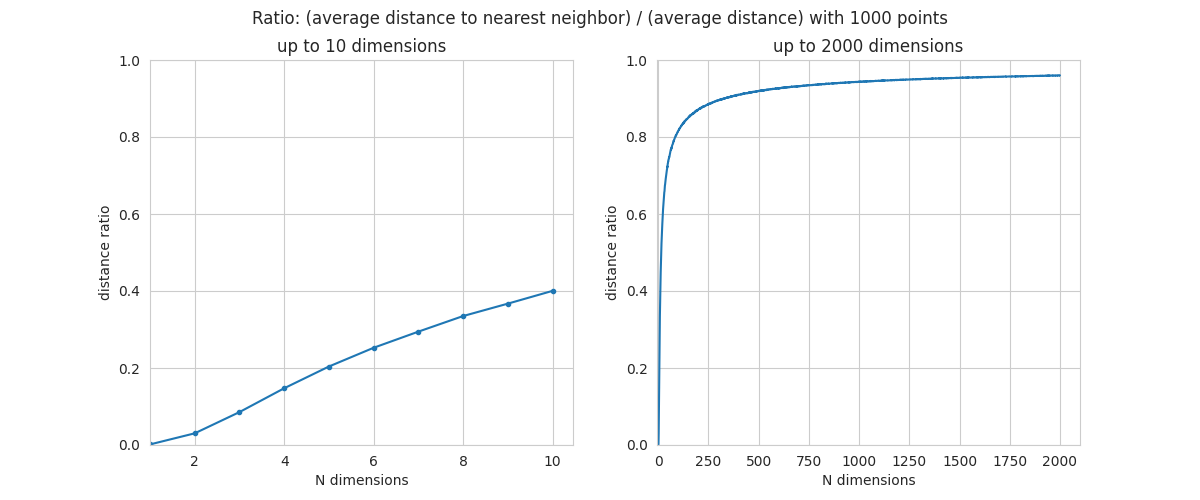 Ratio: (average distance to nearest neighbor) / (average distance) with 1000 points
up to 10 dimensions
1.0
0.8
0.6
0.4
0.2
0.0
distance ratio
2 4 6 8 10
N dimensions
up to 2000 dimensions
1.0
0.8
0.6
0.4
0.2
0.0
distance ratio
0 250 500 750 1000 1250 1500 1750 2000
N dimensions